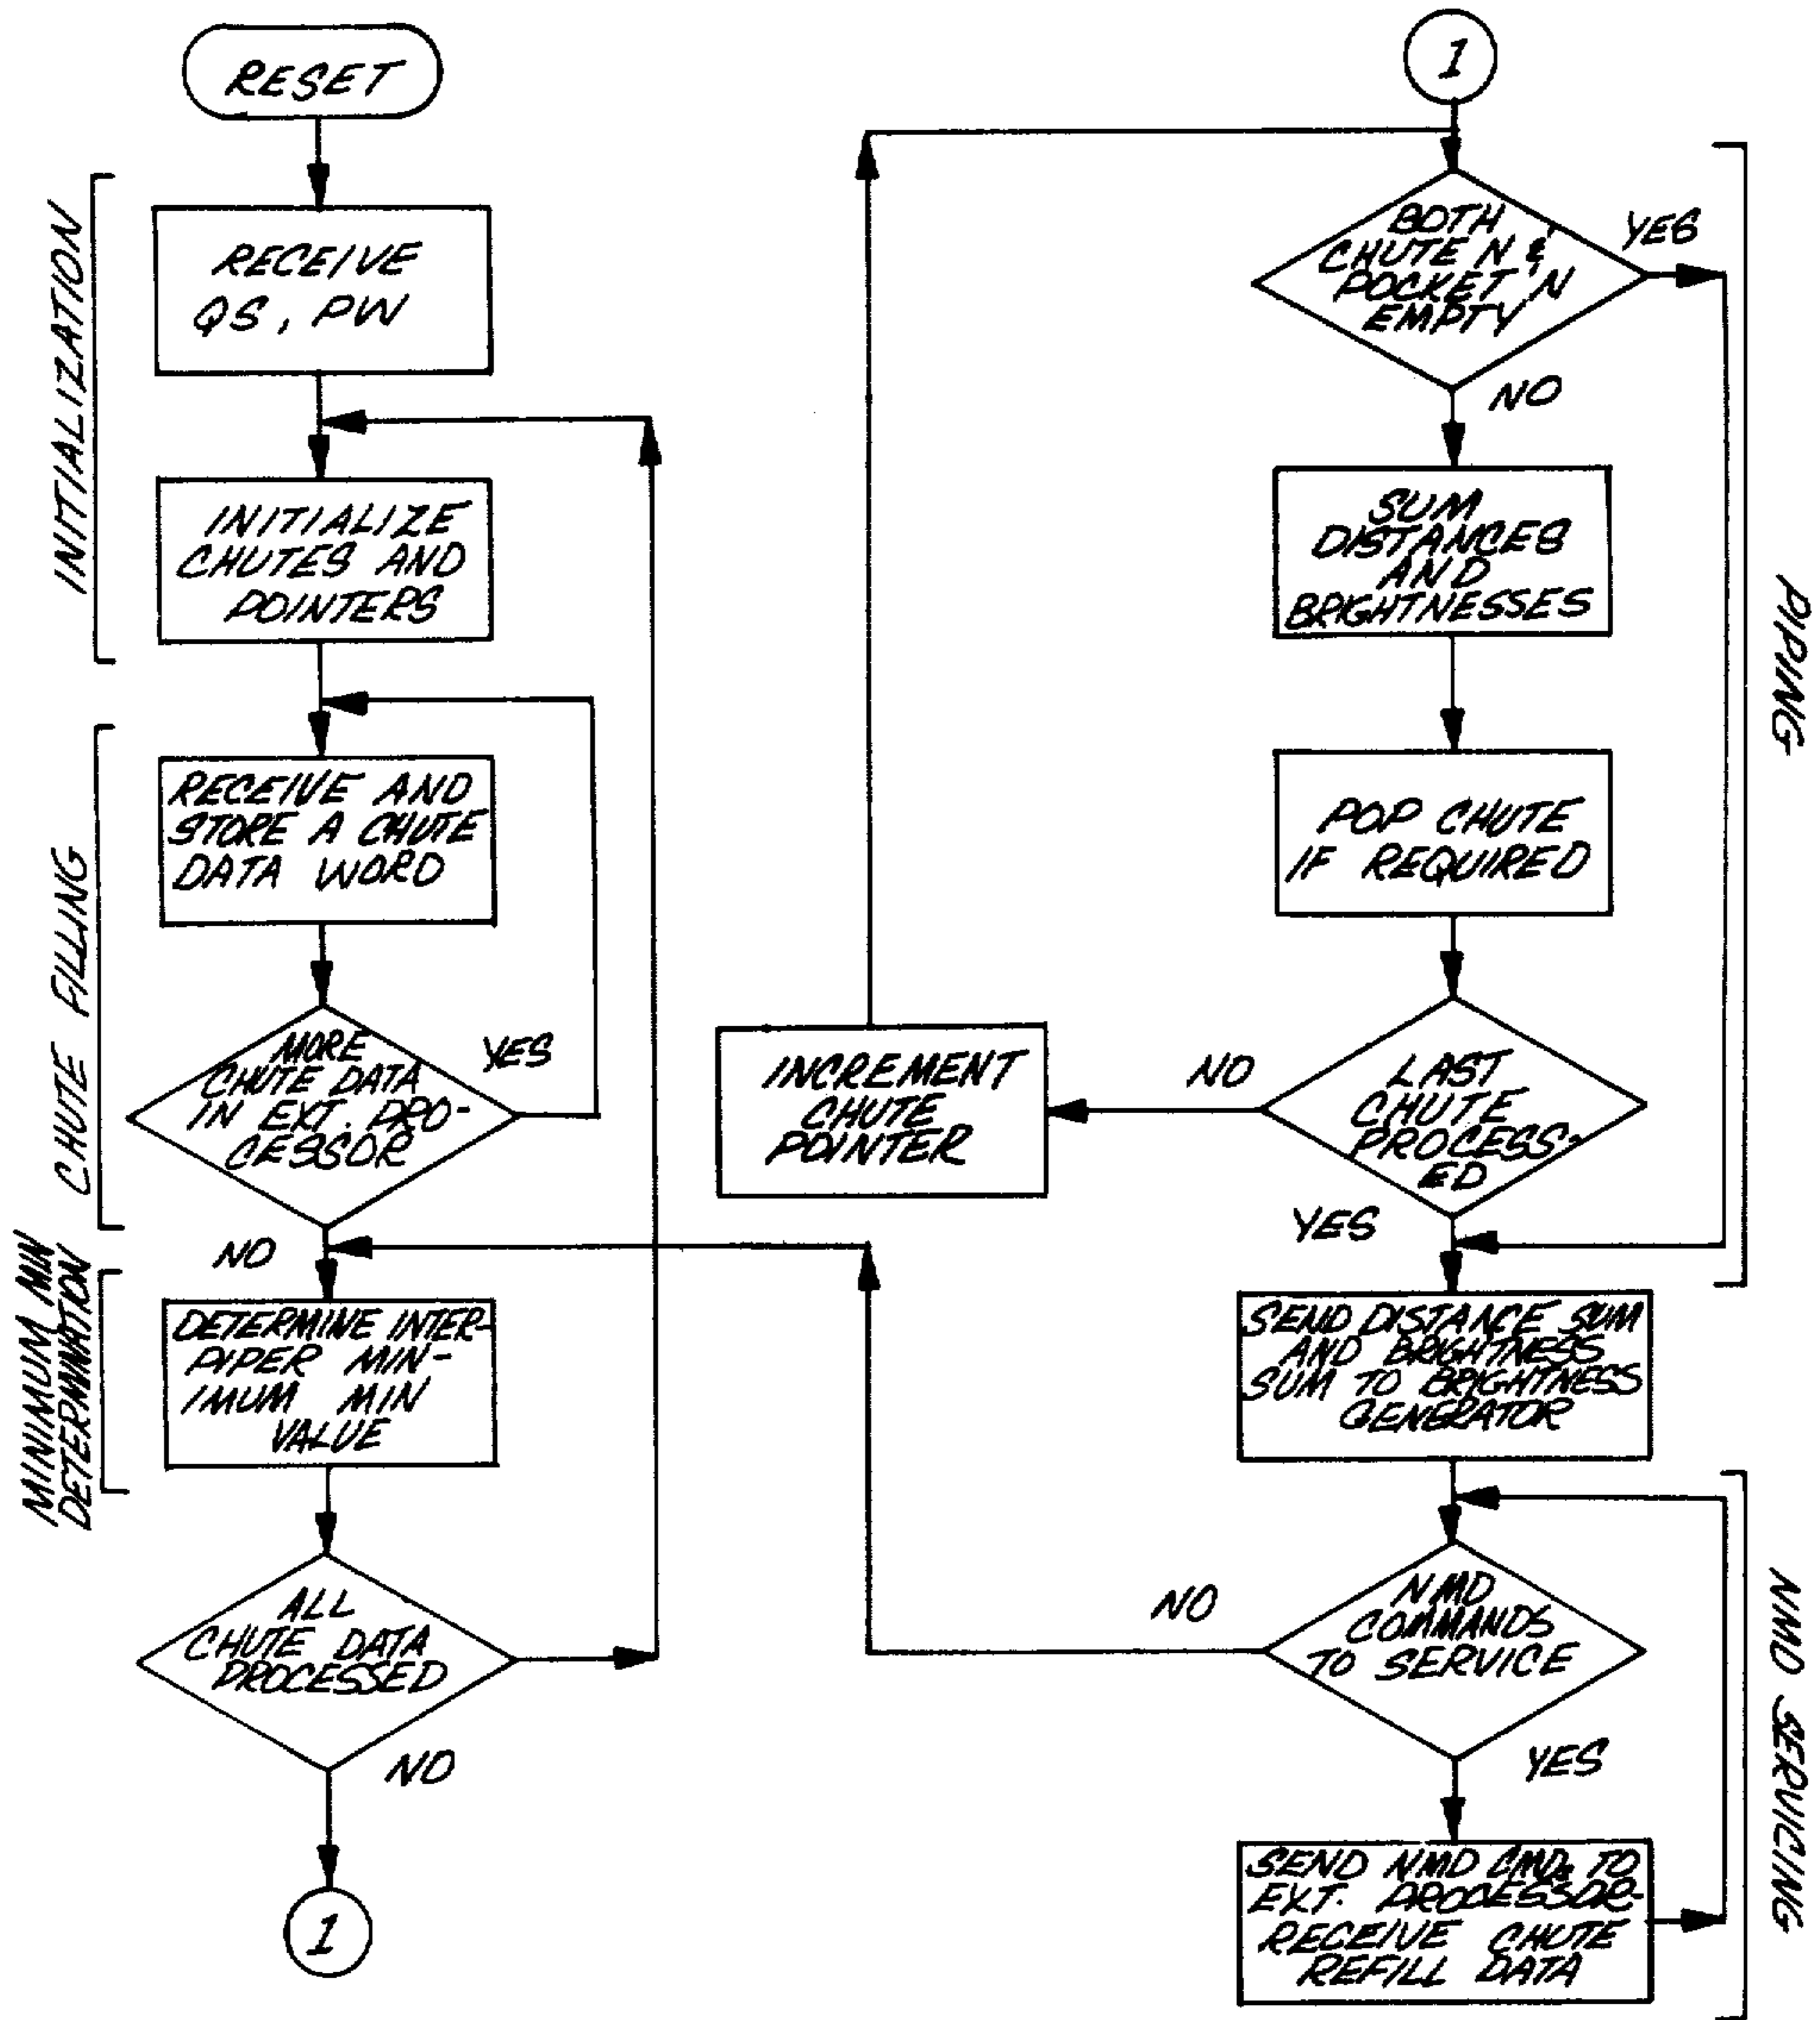 RESET
INITIALIZATION
RECEIVE
QS, PW
INITIALIZE
CHUTES AND
POINTERS
CHUTE FILLING
RECEIVE AND
STORE A CHUTE
DATA WORD
MORE
CHUTE DATA
IN EXT. PRO-
CESSOR
YES
NO
MINIMUM MIN
DETERMINATION
DETERMINE INTER-
PIPER MIN-
IMUM MIN
VALUE
ALL
CHUTE DATA
PROCESSED
NO
1
1
PIPING
BOTH
CHUTE N &
POCKET N
EMPTY
YES
NO
SUM
DISTANCES
AND
BRIGHTNESSES
POP CHUTE
IF REQUIRED
LAST
CHUTE
PROCESS-
ED
NO
INCREMENT
CHUTE
POINTER
YES
SEND DISTANCE SUM
AND BRIGHTNESS
SUM TO BRIGHTNESS
GENERATOR
NMD SERVICING
NMD
COMMANDS
TO SERVICE
NO
YES
SEND NMD CMDs TO
EXT. PROCESSOR-
RECEIVE CHUTE
REFILL DATA